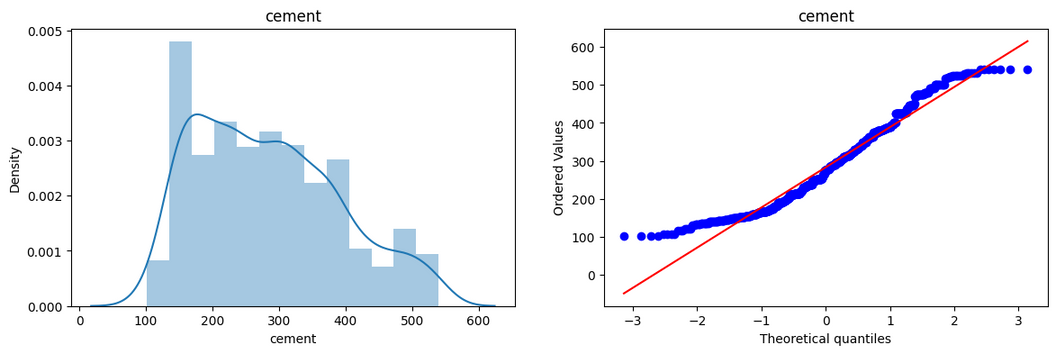 cement
0.005
0.004
0.003
0.002
0.001
0.000
Density
0 100 200 300 400 500 600
cement
cement
600
500
400
300
200
100
0
Ordered Values
−3 −2 −1 0 1 2 3
Theoretical quantiles